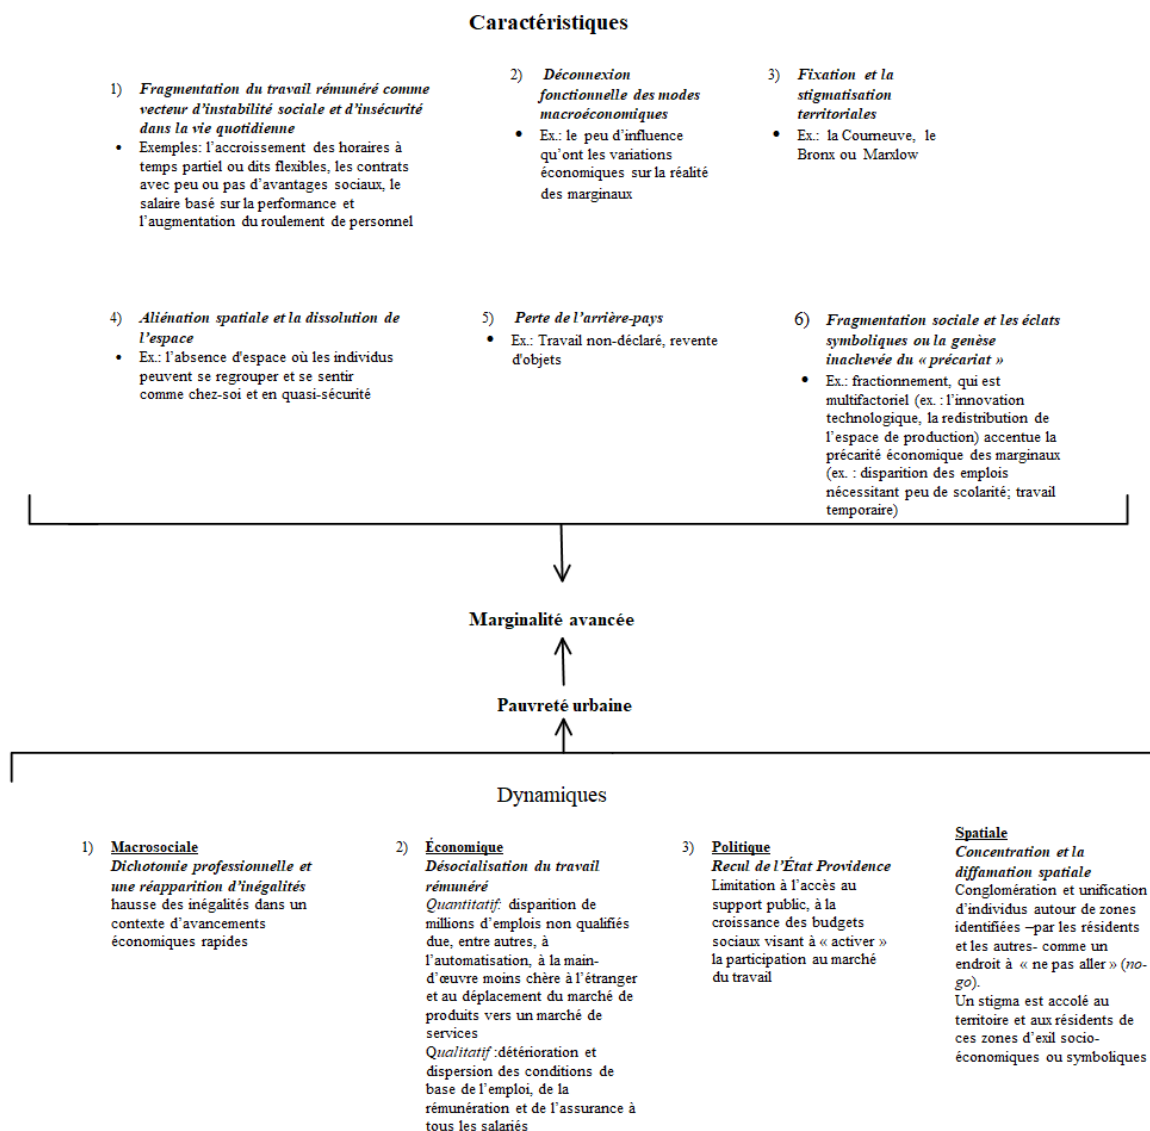 Caractéristiques
1) Fragmentation du travail rémunéré comme
vecteur d'instabilité sociale et d'insécurité
dans la vie quotidienne
• Exemples: l'accroissement des horaires à
temps partiel ou dits flexibles, les contrats
avec peu ou pas d'avantages sociaux, le
salaire basé sur la performance et
l'augmentation du roulement de personnel
2) Déconnexion
fonctionnelle des modes
macroéconomiques
• Ex.: le peu d'influence
qu'ont les variations
économiques sur la réalité
des marginaux
3) Fixation et la
stigmatisation
territoriales
• Ex.: la Courneuve, le
Bronx ou Marxlow
4) Aliénation spatiale et la dissolution de
l'espace
• Ex.: l'absence d'espace où les individus
peuvent se regrouper et se sentir
comme chez-soi et en quasi-sécurité
5) Perte de l'arrière-pays
• Ex.: Travail non-déclaré, revente
d'objets
6) Fragmentation sociale et les éclats
symboliques ou la genèse
inachevée du « précariat »
• Ex.: fractionnement, qui est
multifactoriel (ex. : l'innovation
technologique, la redistribution de
l'espace de production) accentue la
précarité économique des marginaux
(ex. : disparition des emplois
nécessitant peu de scolarité; travail
temporaire)
Marginalité avancée
Pauvreté urbaine
Dynamiques
1) Macrosociale
Dichotomie professionnelle et
une réapparition d'inégalités
hausse des inégalités dans un
contexte d'avancements
économiques rapides
2) Économique
Désocialisation du travail
rémunéré
Quantitatif: disparition de
millions d'emplois non qualifiés
due, entre autres, à
l'automatisation, à la main-
d'œuvre moins chère à l'étranger
et au déplacement du marché de
produits vers un marché de
services
Qualitatif :détérioration et
dispersion des conditions de
base de l'emploi, de la
rémunération et de l'assurance à
tous les salariés
3) Politique
Recul de l'État Providence
Limitation à l'accès au
support public, à la
croissance des budgets
sociaux visant à « activer »
la participation au marché
du travail
Spatiale
Concentration et la
diffamation spatiale
Conglomération et unification
d'individus autour de zones
identifiées –par les résidents
et les autres- comme un
endroit à « ne pas aller » (no-
go).
Un stigma est accolé au
territoire et aux résidents de
ces zones d'exil socio-
économiques ou symboliques